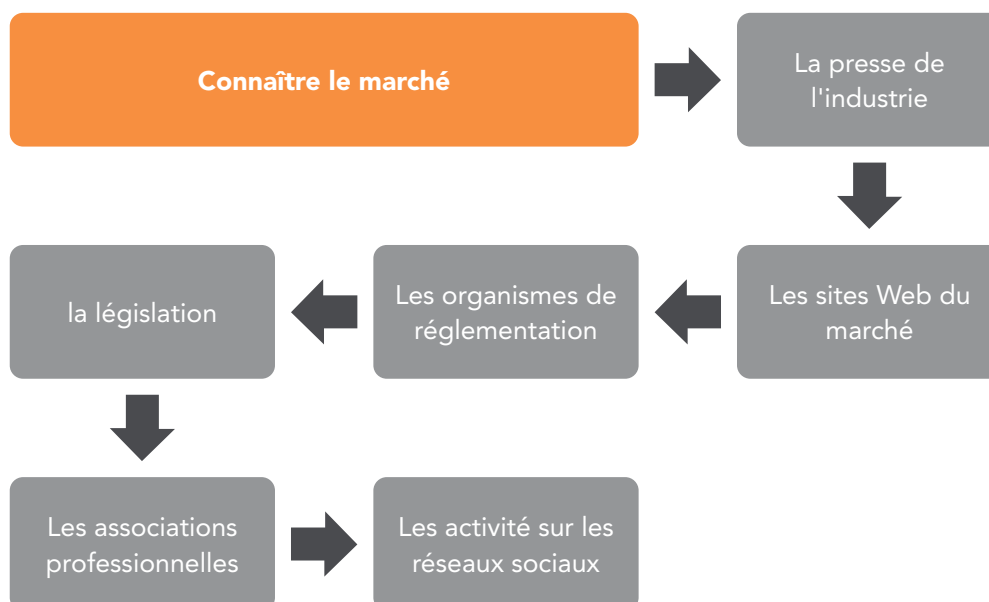 Connaître le marché
La presse de
l'industrie
Les sites Web du
marché
Les organismes de
réglementation
la législation
Les associations
professionnelles
Les activité sur les
réseaux sociaux